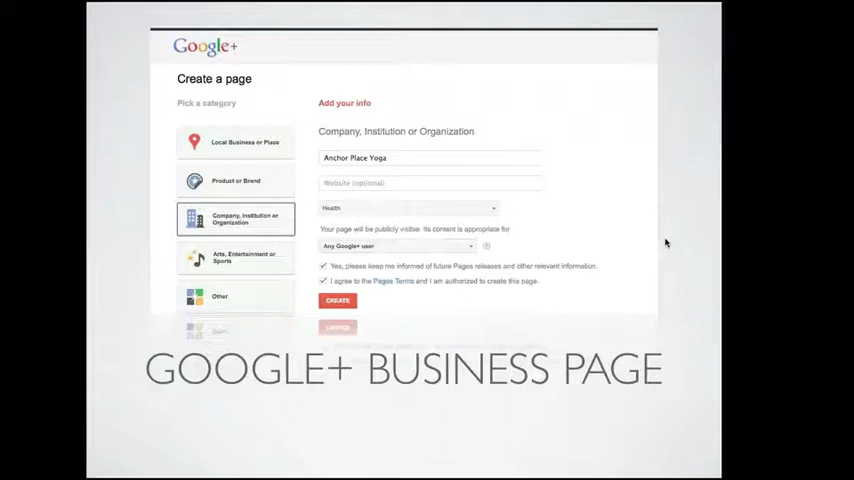 Google+
Create a page
Pick a category
Add your info
Local Business or Place
Product or Brand
Company, Institution or
Organization
Arts, Entertainment or
Sports
Other
Company, Institution or Organization
Anchor Place Yoga
Website (optional)
Health
Your page will be publicly visible. Its content is appropriate for
Any Google+ user
Yes, please keep me informed of future Pages releases and other relevant information.
I agree to the Pages Terms and I am authorized to create this page.
CREATE
GOOGLE+ BUSINESS PAGE